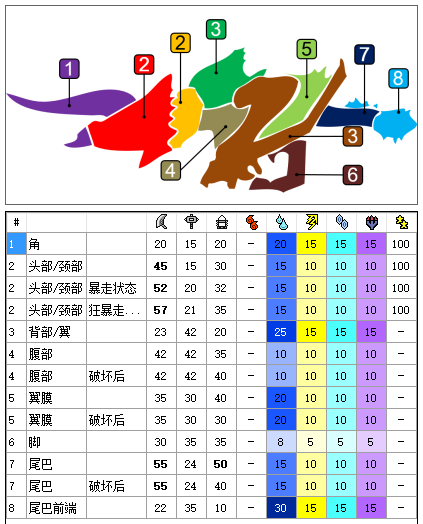 1
2
2
3
4
5
3
6
7
8
#
1 角 20 15 20 － 20 15 15 15 100
2 头部/颈部 45 15 30 － 15 10 10 10 100
2 头部/颈部 暴走状态 52 20 32 － 15 10 10 10 100
2 头部/颈部 狂暴走... 57 21 35 － 15 10 10 10 100
3 背部/翼 23 42 20 － 25 15 15 15 －
4 腹部 42 42 35 － 10 10 10 10 －
4 腹部 破坏后 42 42 40 － 10 10 10 10 －
5 翼膜 35 30 40 － 20 10 10 10 －
5 翼膜 破坏后 35 30 30 － 20 10 10 10 －
6 脚 30 35 35 － 8 5 5 5 －
7 尾巴 55 24 50 － 15 10 10 10 －
7 尾巴 破坏后 55 24 40 － 15 10 10 10 －
8 尾巴前端 22 35 10 － 30 15 15 15 －